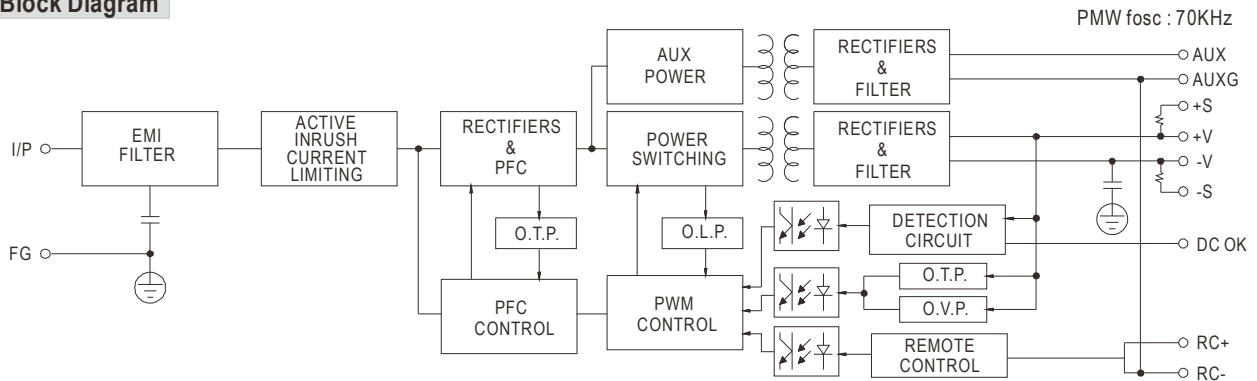 Block Diagram
PMW fosc : 70KHz
I/P
FG
EMI
FILTER
ACTIVE
INRUSH
CURRENT
LIMITING
RECTIFIERS
&
PFC
O.T.P.
PFC
CONTROL
AUX
POWER
POWER
SWITCHING
O.L.P.
PWM
CONTROL
RECTIFIERS
&
FILTER
RECTIFIERS
&
FILTER
DETECTION
CIRCUIT
O.T.P.
O.V.P.
REMOTE
CONTROL
AUX
AUXG
+S
+V
-V
-S
DC OK
RC+
RC-